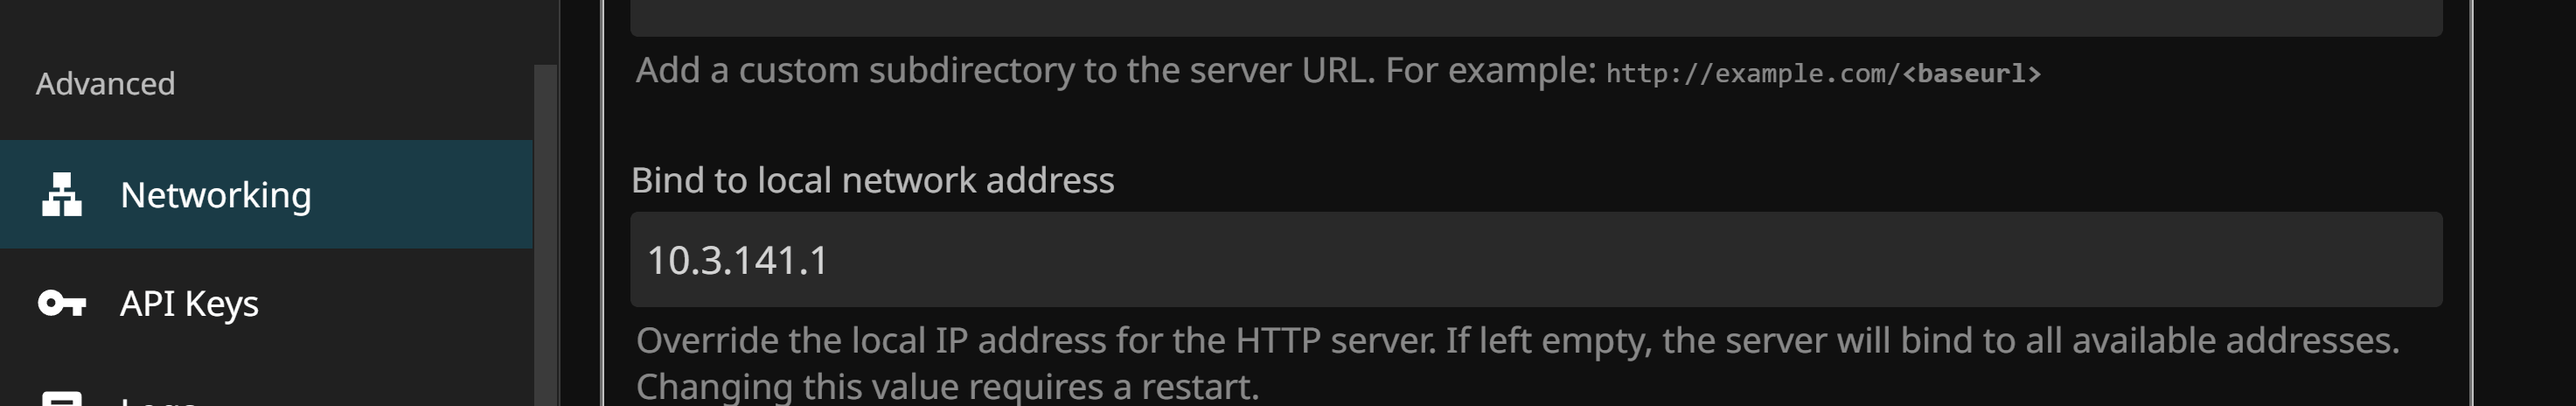 Advanced
Networking
API Keys
Add a custom subdirectory to the server URL. For example: http://example.com/<baseurl>
Bind to local network address
10.3.141.1
Override the local IP address for the HTTP server. If left empty, the server will bind to all available addresses.
Changing this value requires a restart.